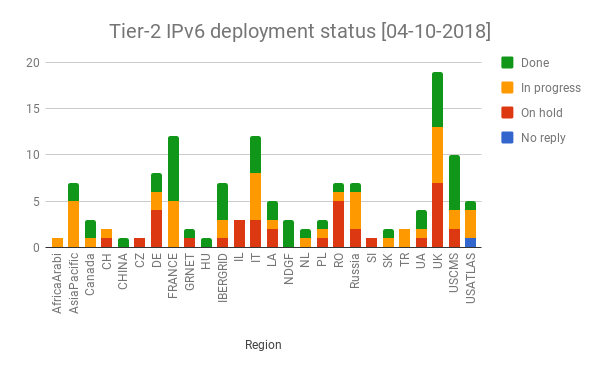 Tier-2 IPv6 deployment status [04-10-2018]
20
15
10
5
0
Done
In progress
On hold
No reply
AfricaArabi
AsiaPacific
Canada
CH
CHINA
CZ
DE
FRANCE
GRNET
HU
IBERGRID
IL
IT
LA
NDGF
NL
PL
RO
Russia
SI
SK
TR
UA
UK
USCMS
USATLAS
Region